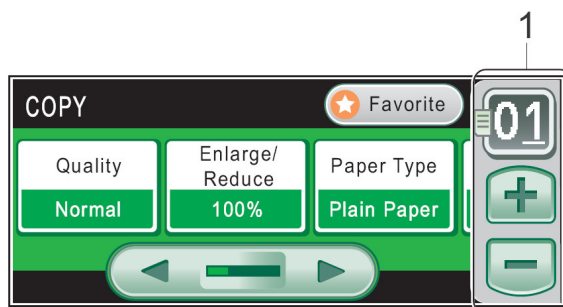 1
COPY
Favorite
01
Quality
Enlarge/
Reduce
Paper Type
Normal
100%
Plain Paper
+
-